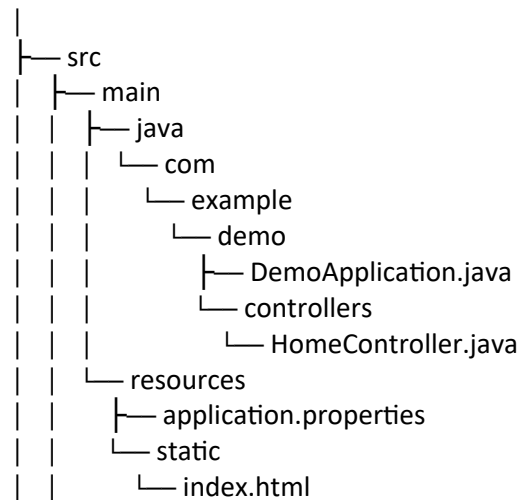 │
├── src
│ ├── main
│ │ ├── java
│ │ │ └── com
│ │ │ └── example
│ │ │ └── demo
│ │ │ ├── DemoApplication.java
│ │ │ └── controllers
│ │ │ └── HomeController.java
│ │ └── resources
│ │ ├── application.properties
│ │ └── static
│ │ └── index.html